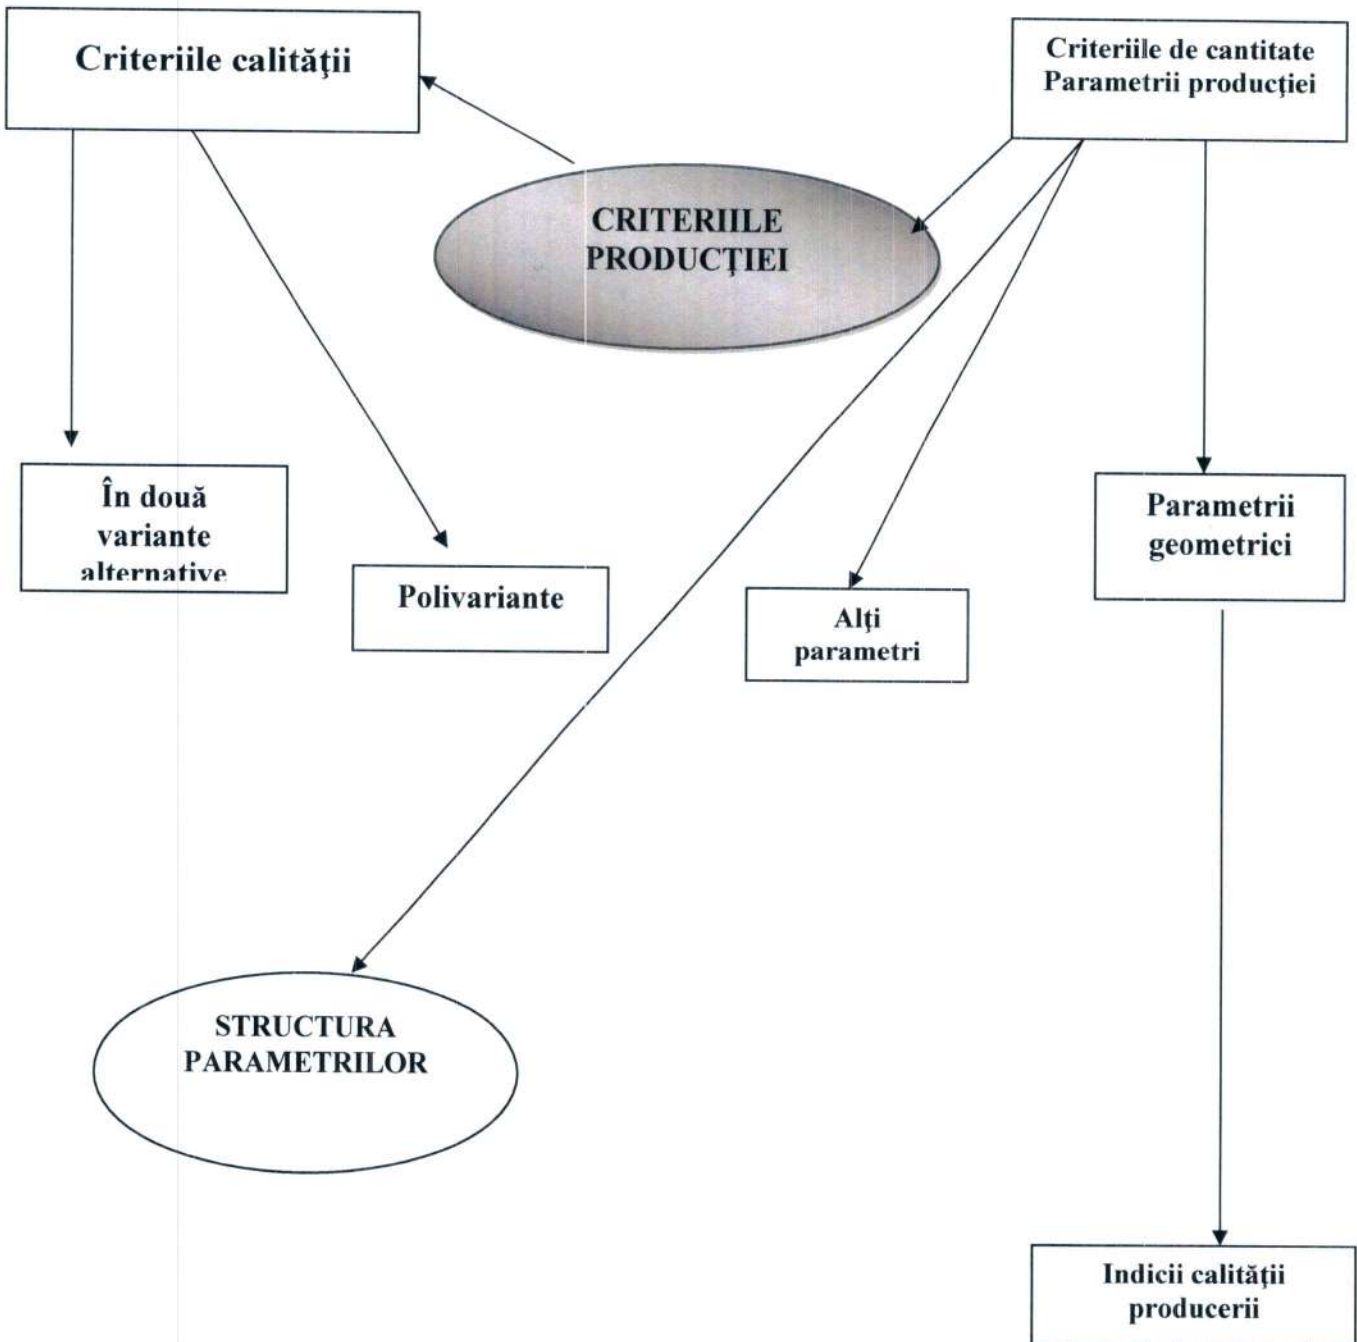 Criteriile calităţii
Criteriile de cantitate
Parametrii producţiei
CRITERIILE
PRODUCŢIEI
În două
variante
alternative
Polivariante
Alţi
parametri
Parametrii
geometrici
STRUCTURA
PARAMETRILOR
Indicii calităţii
producerii